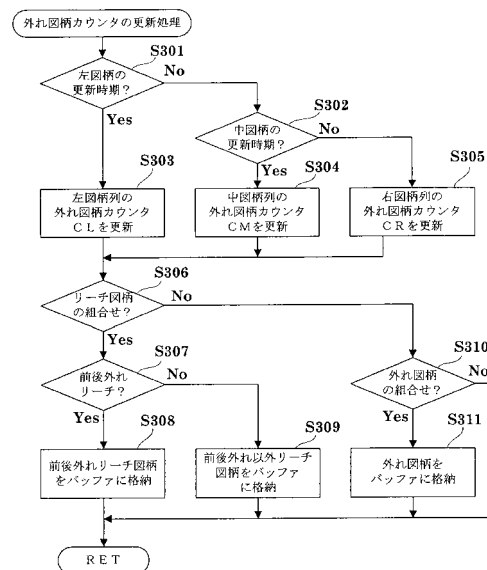 外れ図柄カウンタの更新処理
S301
左図柄の
更新時期?
No
Yes
S302
中図柄の
更新時期?
No
Yes
S303
左図柄列の
外れ図柄カウンタ
CLを更新
S304
中図柄列の
外れ図柄カウンタ
CMを更新
S305
右図柄列の
外れ図柄カウンタ
CRを更新
S306
リーチ図柄
の組合せ?
No
Yes
S307
前後外れ
リーチ?
No
Yes
S310
外れ図柄
の組合せ?
No
Yes
S308
前後外れリーチ図柄
をバッファに格納
S309
前後外れ以外リーチ
図柄をバッファ
に格納
S311
外れ図柄を
バッファに格納
RET